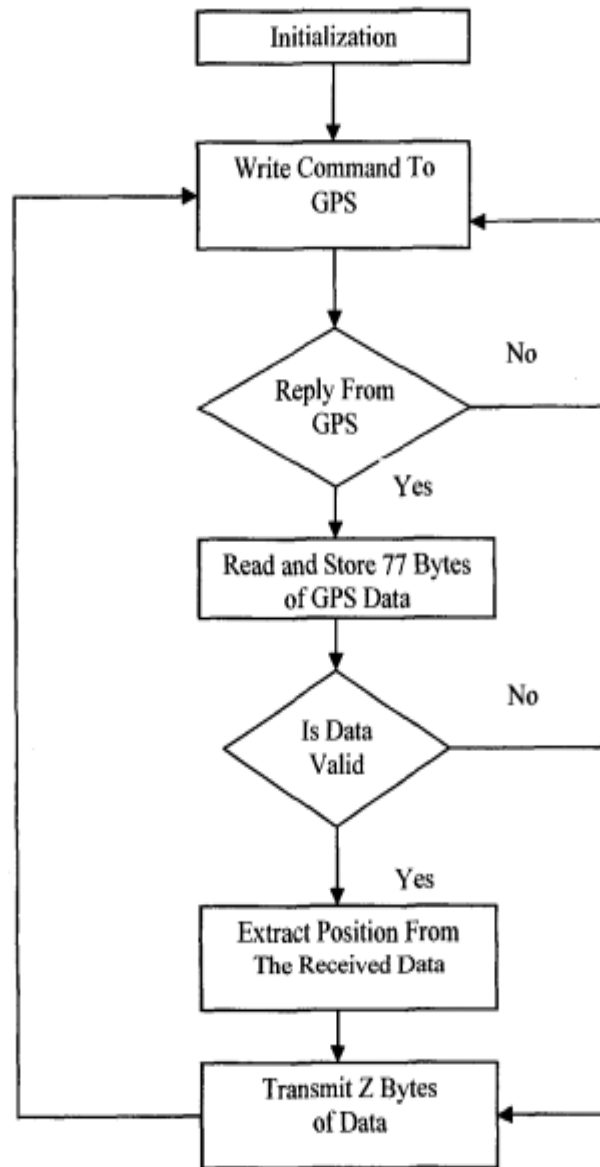 Initialization
Write Command To
GPS
No
Reply From
GPS
Yes
Read and Store 77 Bytes
of GPS Data
No
Is Data
Valid
Yes
Extract Position From
The Received Data
Transmit Z Bytes
of Data